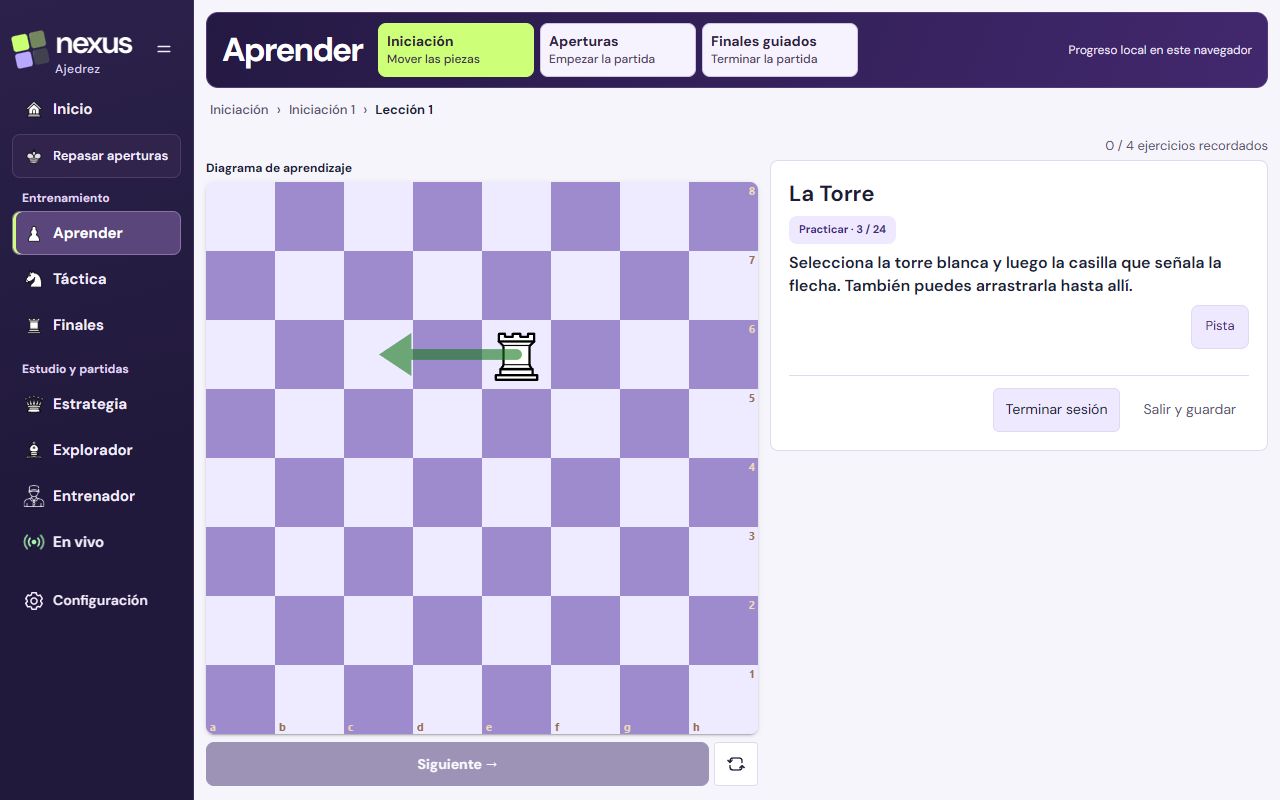 nexus
Ajedrez
Inicio
Repasar aperturas
Entrenamiento
Aprender
Táctica
Finales
Estudio y partidas
Estrategia
Explorador
Entrenador
En vivo
Configuración
Aprender
Iniciación
Mover las piezas
Aperturas
Empezar la partida
Finales guiados
Terminar la partida
Progreso local en este navegador
Iniciación › Iniciación 1 › Lección 1
0 / 4 ejercicios recordados
Diagrama de aprendizaje
8
7
6
5
4
3
2
1
a b c d e f g h
Siguiente →
La Torre
Practicar · 3 / 24
Selecciona la torre blanca y luego la casilla que señala la
flecha. También puedes arrastrarla hasta allí.
Pista
Terminar sesión
Salir y guardar